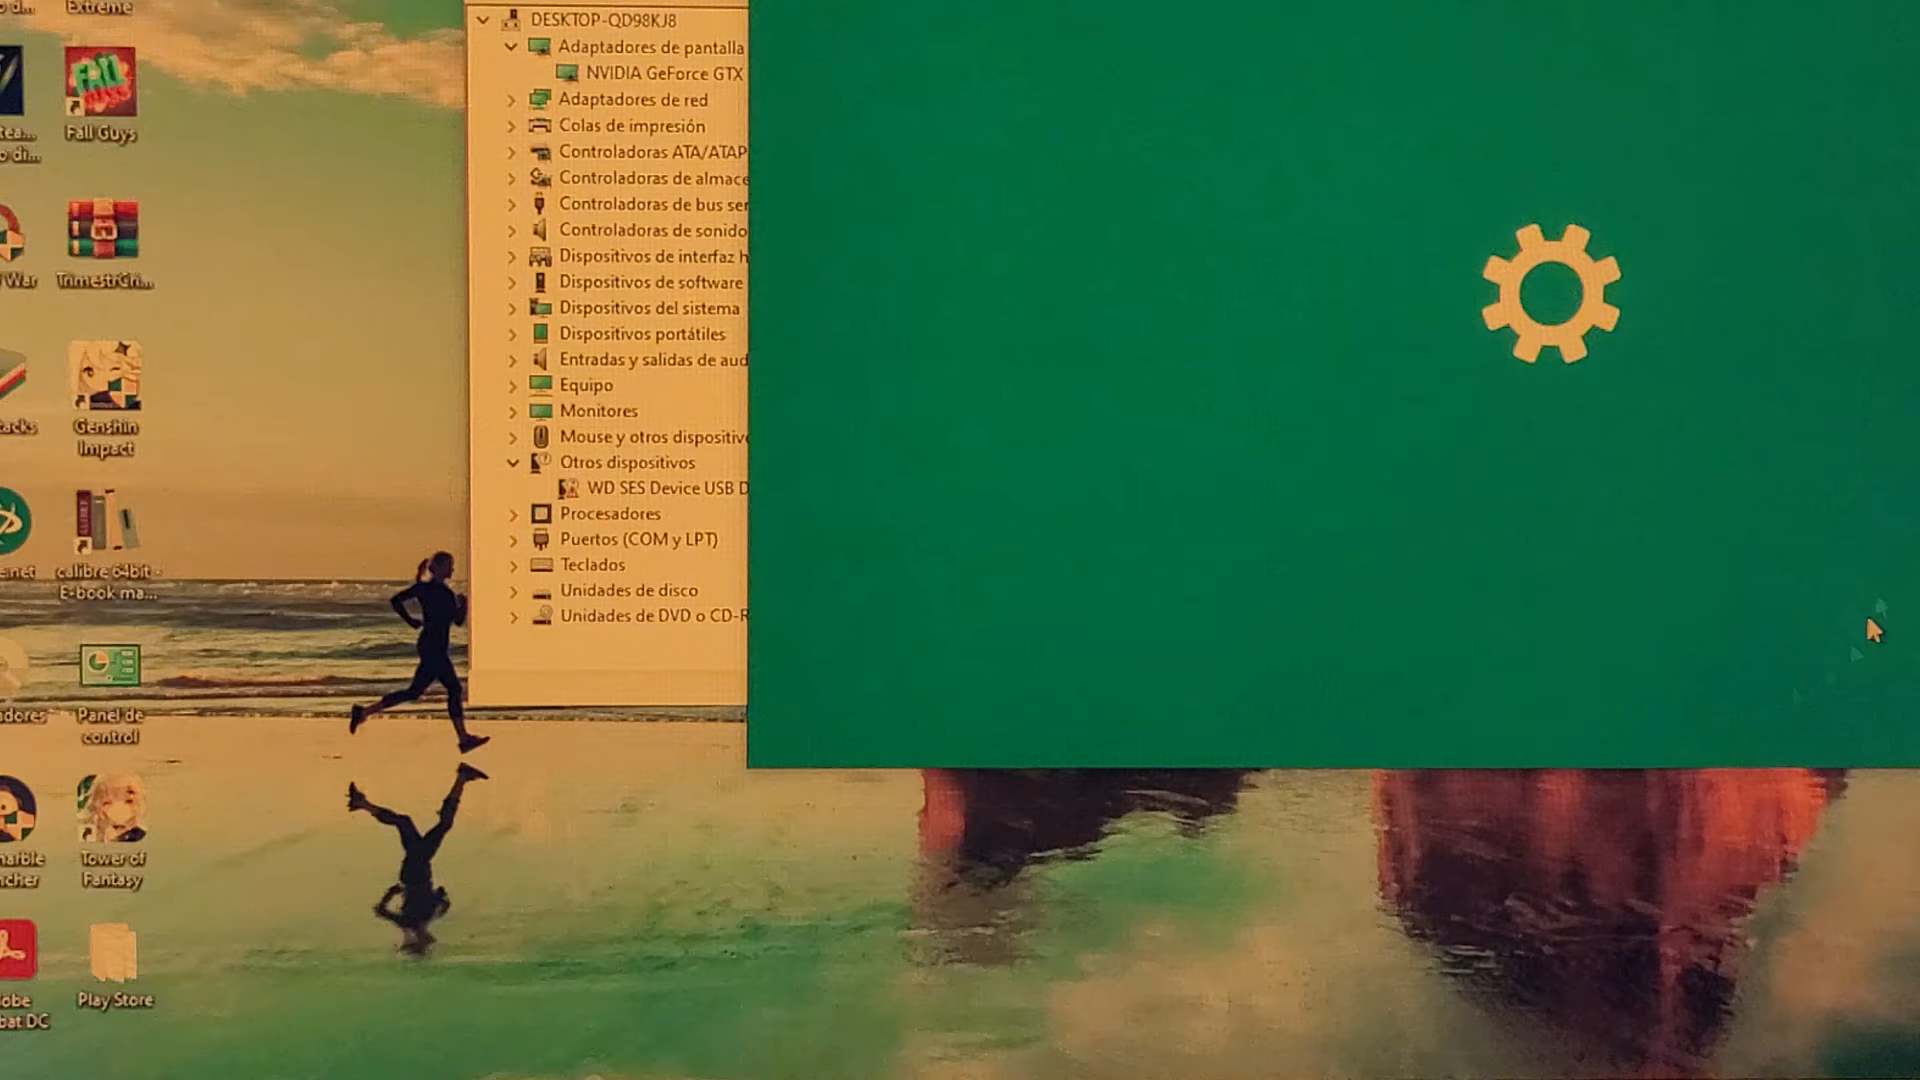 Extreme
Fall Guys
War
TrimestrCri...
Genshin
Impact
calibre 64bit -
E-book ma...
Panel de
control
Tower of
Fantasy
Play Store
DC
DESKTOP-QD98KJ8
Adaptadores de pantalla
NVIDIA GeForce GTX
Adaptadores de red
Colas de impresión
Controladoras ATA/ATAP
Controladoras de almace
Controladoras de bus ser
Controladoras de sonido
Dispositivos de interfaz h
Dispositivos de software
Dispositivos del sistema
Dispositivos portátiles
Entradas y salidas de aud
Equipo
Monitores
Mouse y otros dispositiv
Otros dispositivos
WD SES Device USB D
Procesadores
Puertos (COM y LPT)
Teclados
Unidades de disco
Unidades de DVD o CD-R